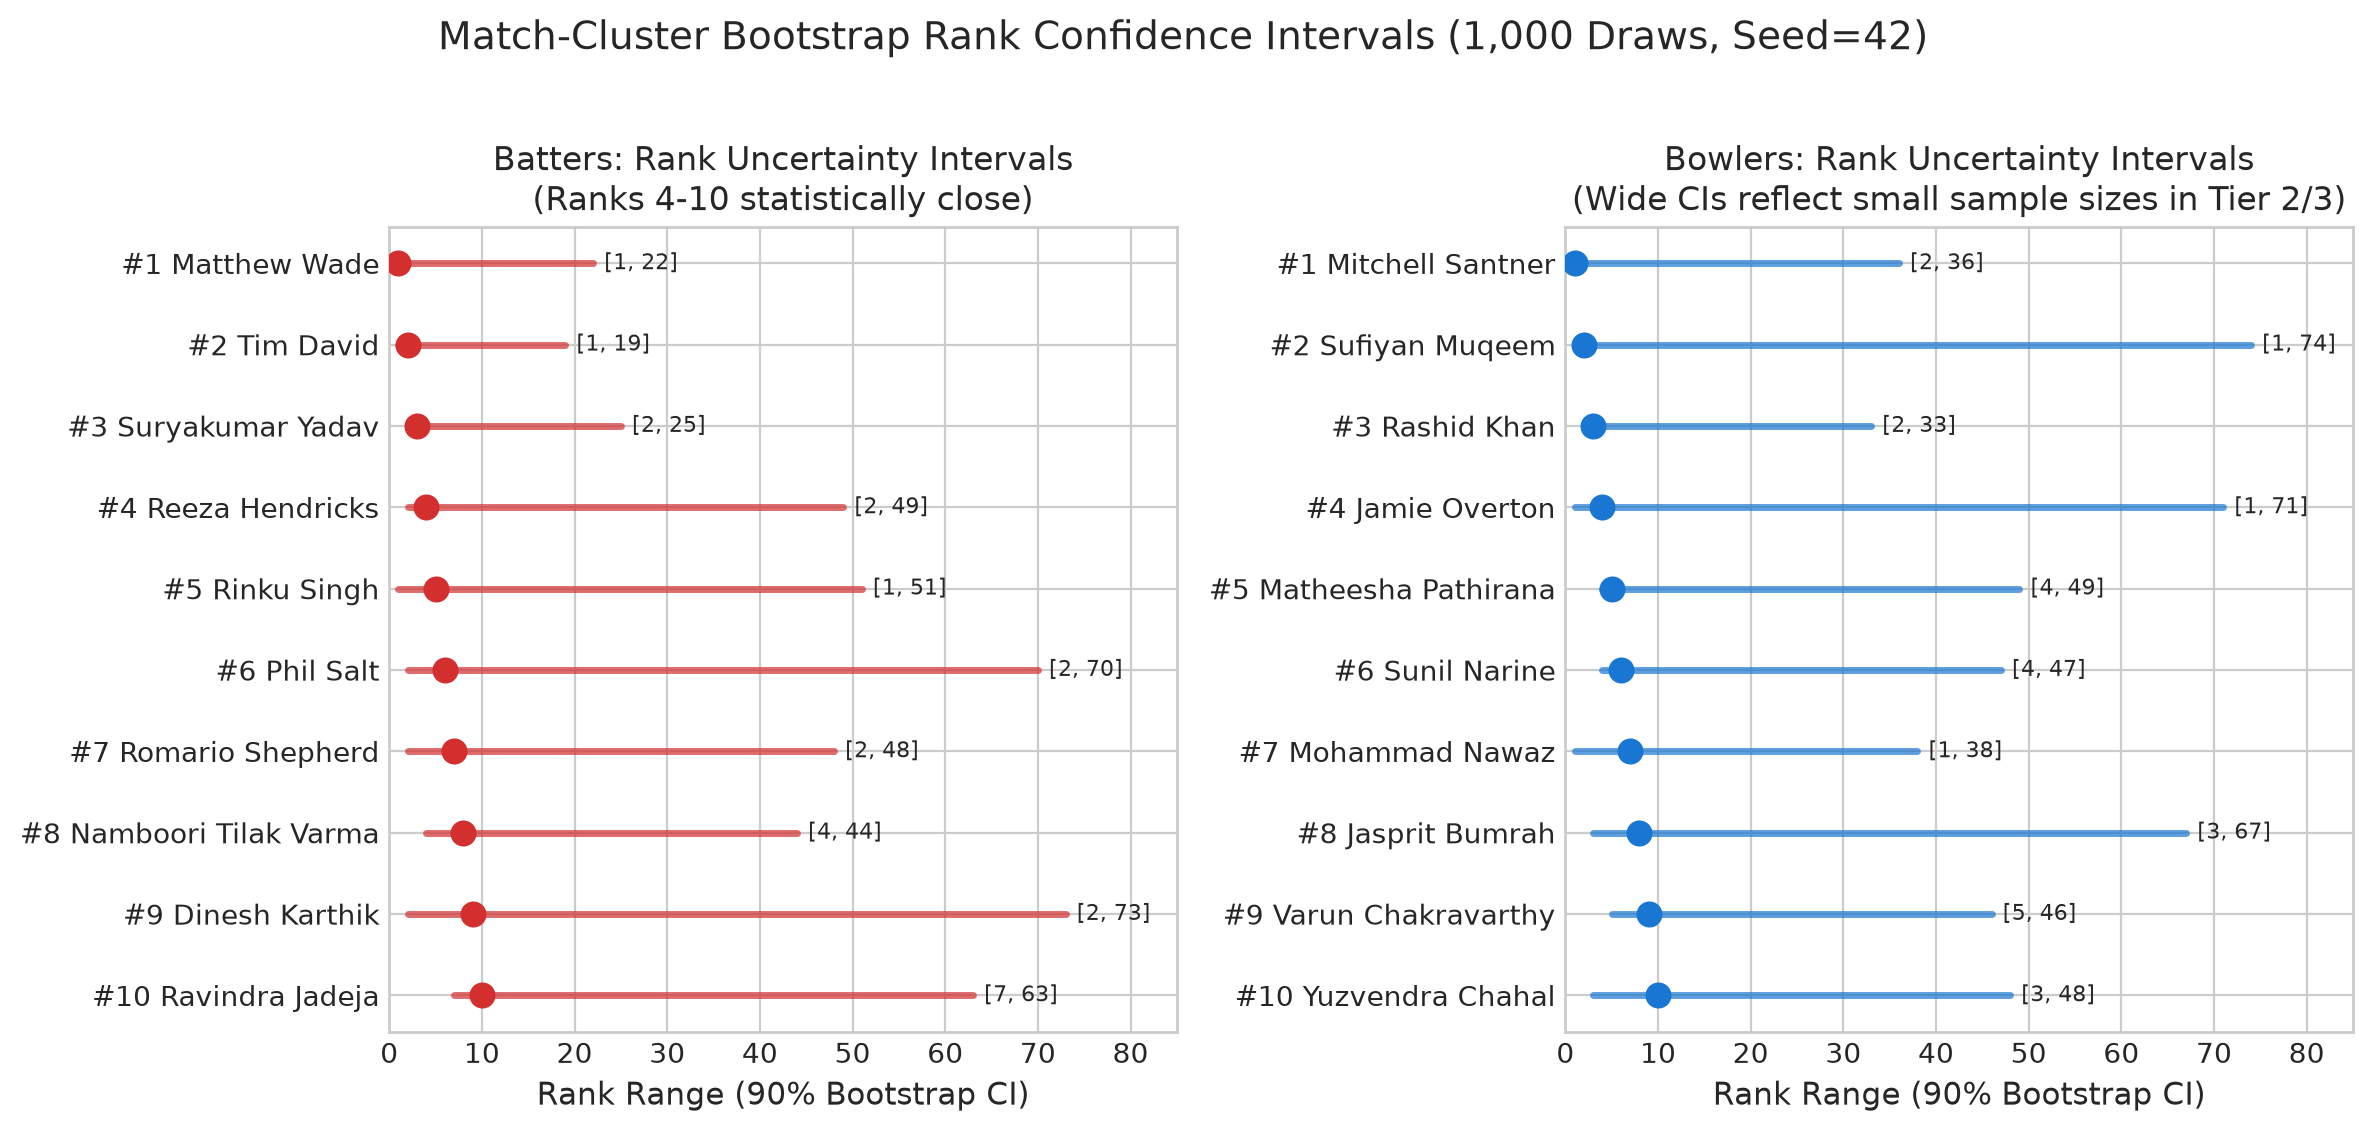 Match-Cluster Bootstrap Rank Confidence Intervals (1,000 Draws, Seed=42)
Batters: Rank Uncertainty Intervals
(Ranks 4-10 statistically close)
#1 Matthew Wade
[1, 22]
#2 Tim David
[1, 19]
#3 Suryakumar Yadav
[2, 25]
#4 Reeza Hendricks
[2, 49]
#5 Rinku Singh
[1, 51]
#6 Phil Salt
[2, 70]
#7 Romario Shepherd
[2, 48]
#8 Namboori Tilak Varma
[4, 44]
#9 Dinesh Karthik
[2, 73]
#10 Ravindra Jadeja
[7, 63]
0 10 20 30 40 50 60 70 80
Rank Range (90% Bootstrap CI)
Bowlers: Rank Uncertainty Intervals
(Wide CIs reflect small sample sizes in Tier 2/3)
#1 Mitchell Santner
[2, 36]
#2 Sufiyan Muqeem
[1, 74]
#3 Rashid Khan
[2, 33]
#4 Jamie Overton
[1, 71]
#5 Matheesha Pathirana
[4, 49]
#6 Sunil Narine
[4, 47]
#7 Mohammad Nawaz
[1, 38]
#8 Jasprit Bumrah
[3, 67]
#9 Varun Chakravarthy
[5, 46]
#10 Yuzvendra Chahal
[3, 48]
0 10 20 30 40 50 60 70 80
Rank Range (90% Bootstrap CI)